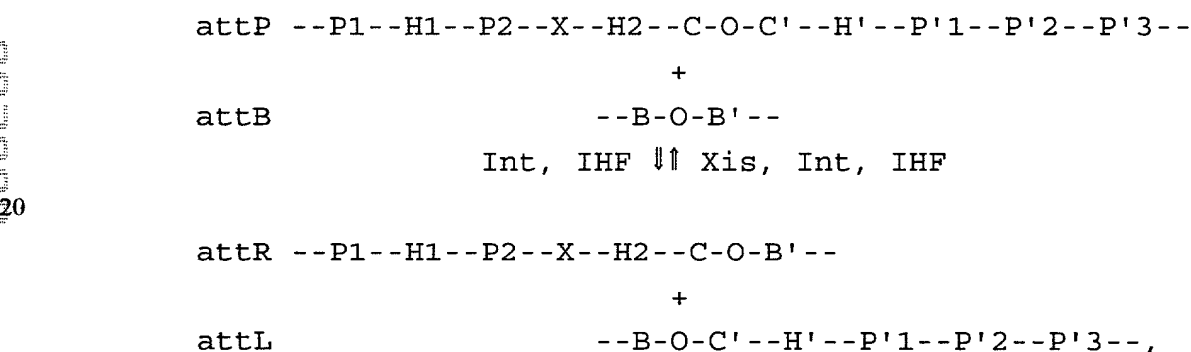 attP --P1--H1--P2--X--H2--C-O-C'--H'--P'1--P'2--P'3--
+
attB --B-O-B'--
Int, IHF ⇓⇑ Xis, Int, IHF
20
attR --P1--H1--P2--X--H2--C-O-B'--
+
attL --B-O-C'--H'--P'1--P'2--P'3--,